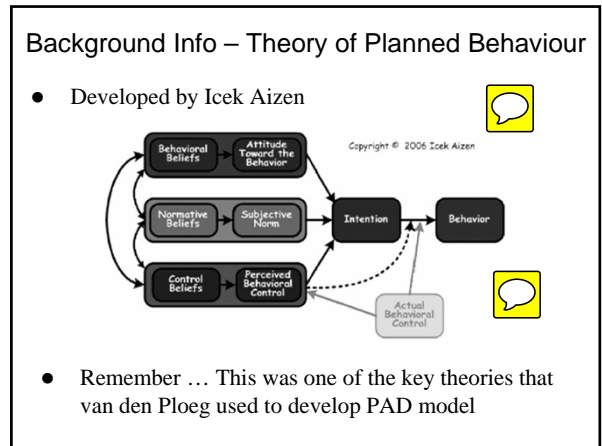 Background Info – Theory of Planned Behaviour
● Developed by Icek Aizen
Copyright © 2006 Icek Aizen
Behavioral Beliefs
Attitude Toward the Behavior
Normative Beliefs
Subjective Norm
Intention
Behavior
Control Beliefs
Perceived Behavioral Control
Actual Behavioral Control
● Remember … This was one of the key theories that
van den Ploeg used to develop PAD model